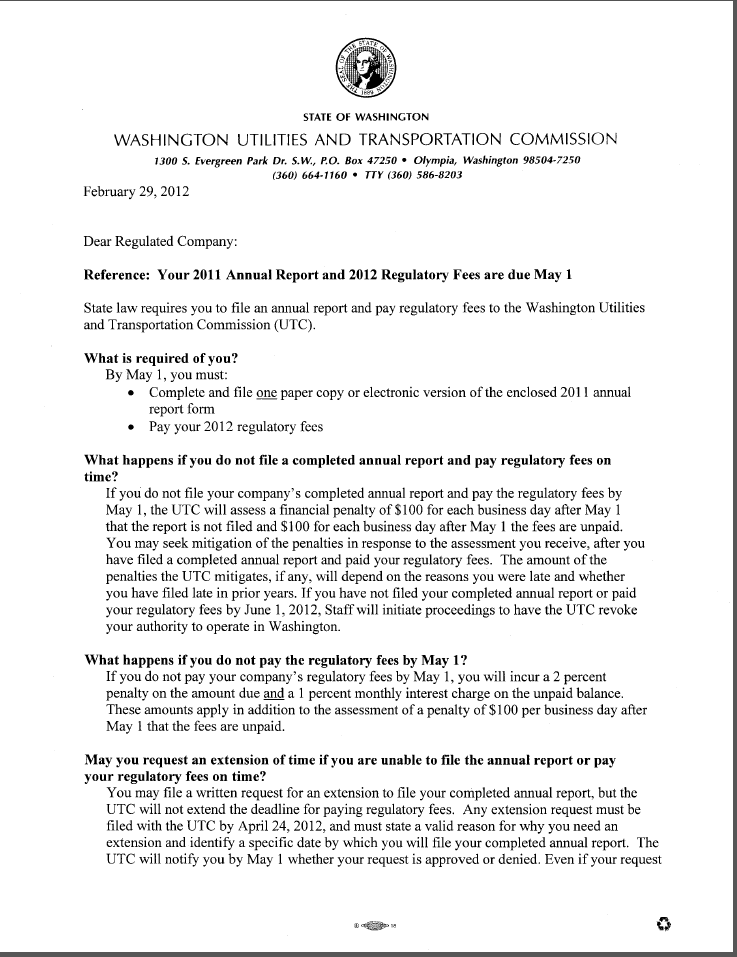 THE SEAL OF THE STATE OF WASHINGTON
1889
STATE OF WASHINGTON
WASHINGTON UTILITIES AND TRANSPORTATION COMMISSION
1300 S. Evergreen Park Dr. S.W., P.O. Box 47250 • Olympia, Washington 98504-7250
(360) 664-1160 • TTY (360) 586-8203
February 29, 2012
Dear Regulated Company:
Reference: Your 2011 Annual Report and 2012 Regulatory Fees are due May 1
State law requires you to file an annual report and pay regulatory fees to the Washington Utilities
and Transportation Commission (UTC).
What is required of you?
By May 1, you must:
• Complete and file one paper copy or electronic version of the enclosed 2011 annual
report form
• Pay your 2012 regulatory fees
What happens if you do not file a completed annual report and pay regulatory fees on
time?
If you do not file your company's completed annual report and pay the regulatory fees by
May 1, the UTC will assess a financial penalty of $100 for each business day after May 1
that the report is not filed and $100 for each business day after May 1 the fees are unpaid.
You may seek mitigation of the penalties in response to the assessment you receive, after you
have filed a completed annual report and paid your regulatory fees. The amount of the
penalties the UTC mitigates, if any, will depend on the reasons you were late and whether
you have filed late in prior years. If you have not filed your completed annual report or paid
your regulatory fees by June 1, 2012, Staff will initiate proceedings to have the UTC revoke
your authority to operate in Washington.
What happens if you do not pay the regulatory fees by May 1?
If you do not pay your company's regulatory fees by May 1, you will incur a 2 percent
penalty on the amount due and a 1 percent monthly interest charge on the unpaid balance.
These amounts apply in addition to the assessment of a penalty of $100 per business day after
May 1 that the fees are unpaid.
May you request an extension of time if you are unable to file the annual report or pay
your regulatory fees on time?
You may file a written request for an extension to file your completed annual report, but the
UTC will not extend the deadline for paying regulatory fees. Any extension request must be
filed with the UTC by April 24, 2012, and must state a valid reason for why you need an
extension and identify a specific date by which you will file your completed annual report. The
UTC will notify you by May 1 whether your request is approved or denied. Even if your request